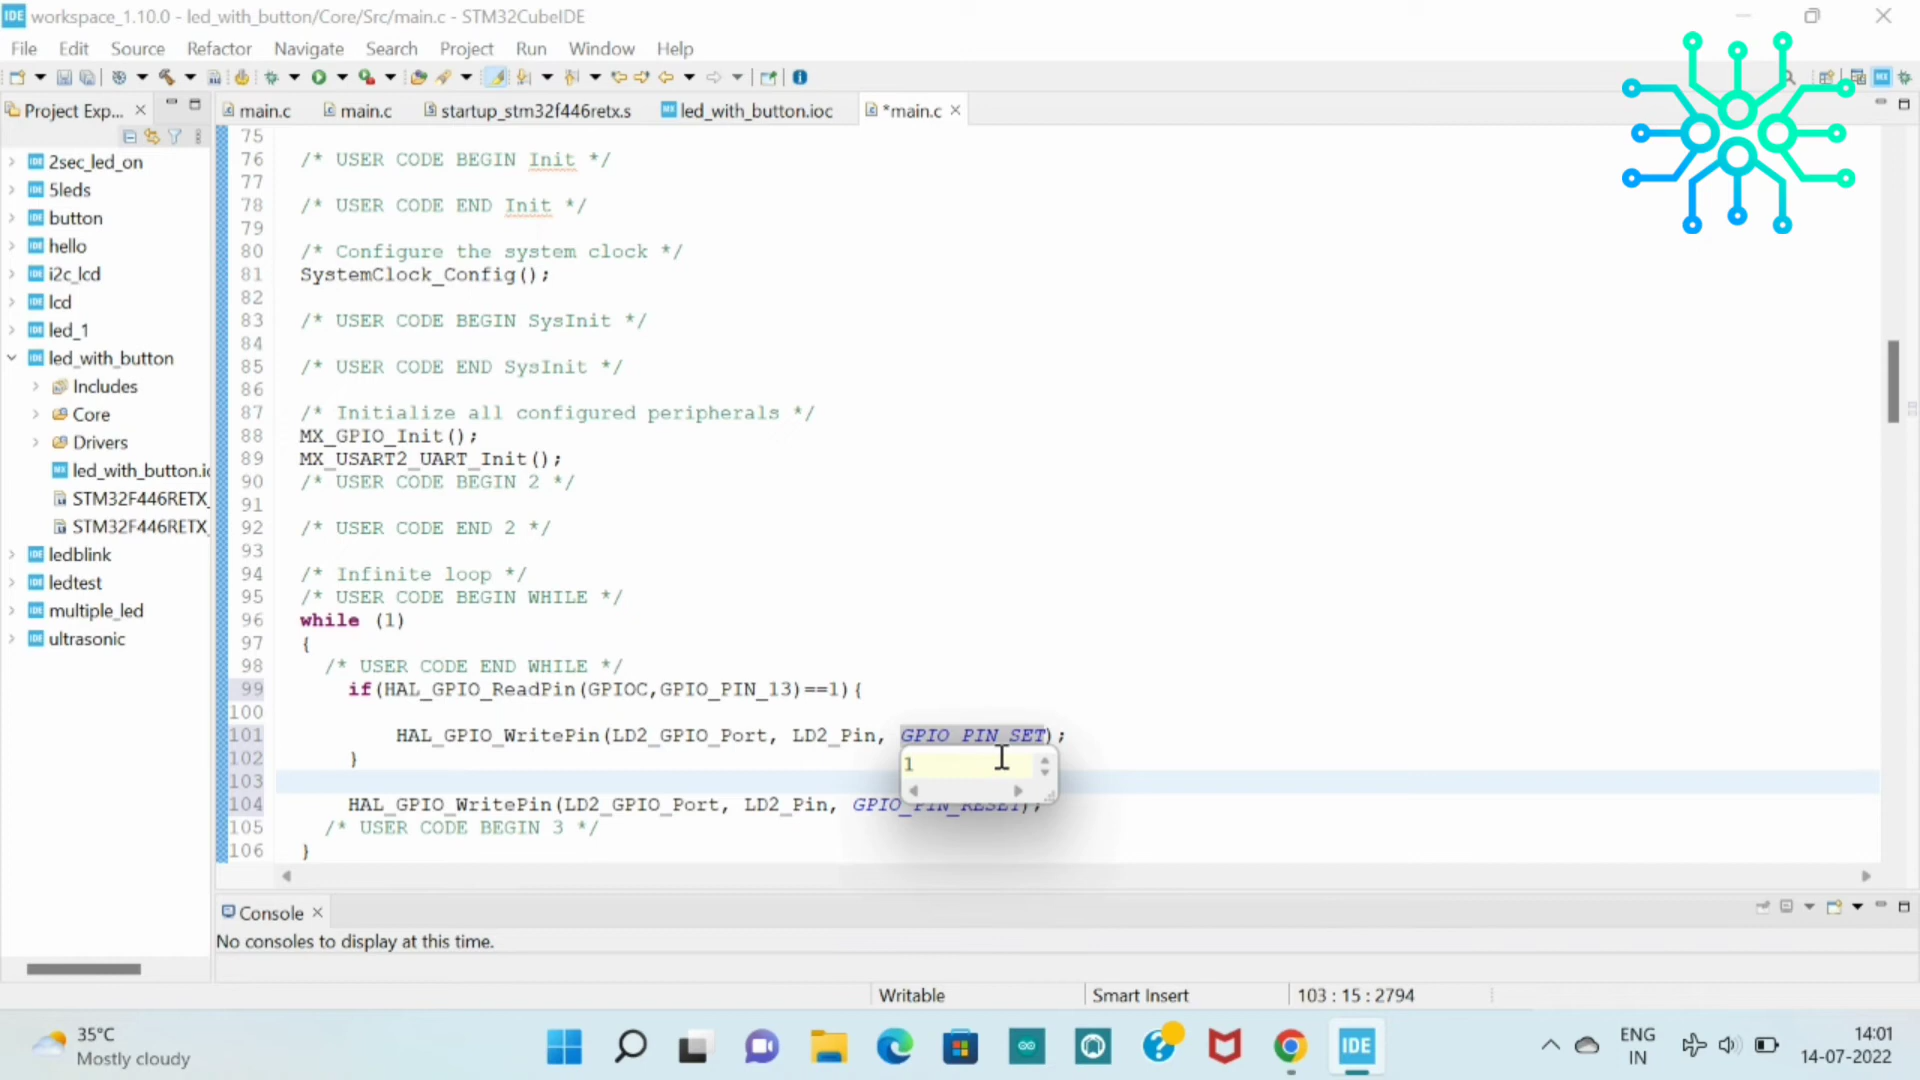 IDE workspace_1.10.0 - led_with_button/Core/Src/main.c - STM32CubeIDE
File Edit Source Refactor Navigate Search Project Run Window Help
Project Exp...
main.c main.c startup_stm32f446retx.s led_with_button.ioc *main.c
2sec_led_on
5leds
button
hello
i2c_lcd
lcd
led_1
led_with_button
Includes
Core
Drivers
led_with_button.io
STM32F446RETX_
STM32F446RETX_
ledblink
ledtest
multiple_led
ultrasonic
75
76 /* USER CODE BEGIN Init */
77
78 /* USER CODE END Init */
79
80 /* Configure the system clock */
81 SystemClock_Config();
82
83 /* USER CODE BEGIN SysInit */
84
85 /* USER CODE END SysInit */
86
87 /* Initialize all configured peripherals */
88 MX_GPIO_Init();
89 MX_USART2_UART_Init();
90 /* USER CODE BEGIN 2 */
91
92 /* USER CODE END 2 */
93
94 /* Infinite loop */
95 /* USER CODE BEGIN WHILE */
96 while (1)
97 {
98 /* USER CODE END WHILE */
99 if(HAL_GPIO_ReadPin(GPIOC,GPIO_PIN_13)==1){
100
101 HAL_GPIO_WritePin(LD2_GPIO_Port, LD2_Pin, GPIO_PIN_SET);
102 }
1
103
104 HAL_GPIO_WritePin(LD2_GPIO_Port, LD2_Pin, GPIO_PIN_RESET);
105 /* USER CODE BEGIN 3 */
106 }
Console
No consoles to display at this time.
Writable Smart Insert 103 : 15 : 2794
35°C
Mostly cloudy
IDE
ENG
IN
14:01
14-07-2022